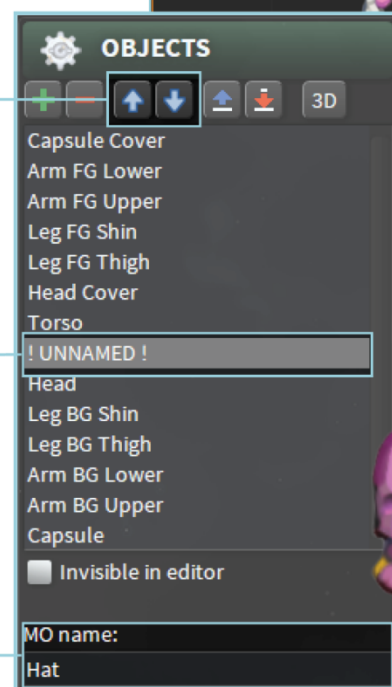 OBJECTS
3D
Capsule Cover
Arm FG Lower
Arm FG Upper
Leg FG Shin
Leg FG Thigh
Head Cover
Torso
! UNNAMED !
Head
Leg BG Shin
Leg BG Thigh
Arm BG Lower
Arm BG Upper
Capsule
Invisible in editor
MO name:
Hat